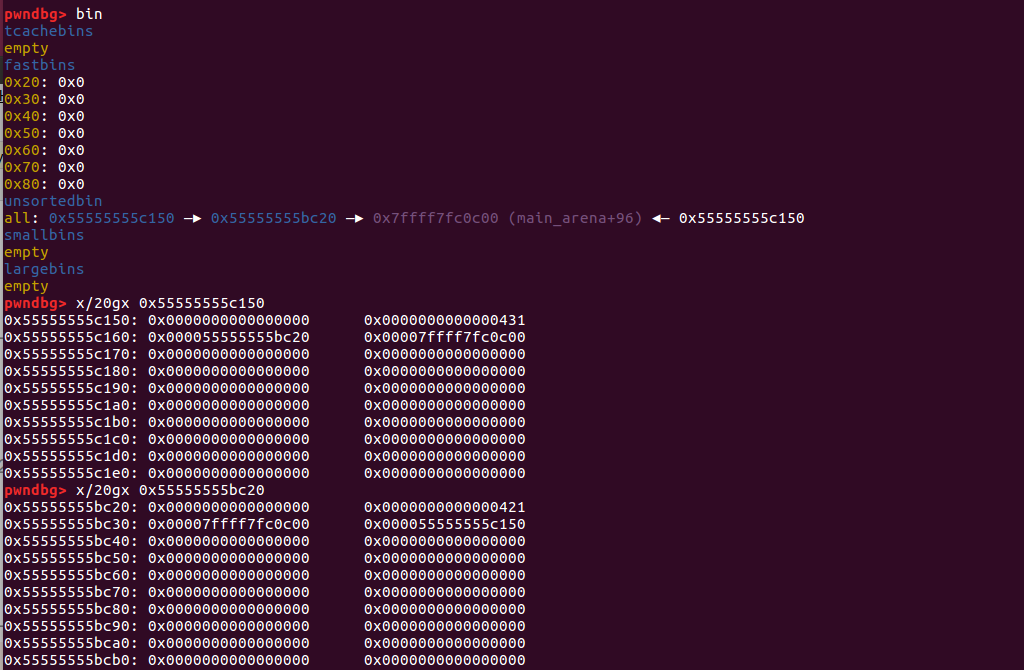 pwndbg> bin
tcachebins
empty
fastbins
0x20: 0x0
0x30: 0x0
0x40: 0x0
0x50: 0x0
0x60: 0x0
0x70: 0x0
0x80: 0x0
unsortedbin
all: 0x55555555c150 —▸ 0x55555555bc20 —▸ 0x7ffff7fc0c00 (main_arena+96) ◂— 0x55555555c150
smallbins
empty
largebins
empty
pwndbg> x/20gx 0x55555555c150
0x55555555c150: 0x0000000000000000 0x0000000000000431
0x55555555c160: 0x000055555555bc20 0x00007ffff7fc0c00
0x55555555c170: 0x0000000000000000 0x0000000000000000
0x55555555c180: 0x0000000000000000 0x0000000000000000
0x55555555c190: 0x0000000000000000 0x0000000000000000
0x55555555c1a0: 0x0000000000000000 0x0000000000000000
0x55555555c1b0: 0x0000000000000000 0x0000000000000000
0x55555555c1c0: 0x0000000000000000 0x0000000000000000
0x55555555c1d0: 0x0000000000000000 0x0000000000000000
0x55555555c1e0: 0x0000000000000000 0x0000000000000000
pwndbg> x/20gx 0x55555555bc20
0x55555555bc20: 0x0000000000000000 0x0000000000000421
0x55555555bc30: 0x00007ffff7fc0c00 0x000055555555c150
0x55555555bc40: 0x0000000000000000 0x0000000000000000
0x55555555bc50: 0x0000000000000000 0x0000000000000000
0x55555555bc60: 0x0000000000000000 0x0000000000000000
0x55555555bc70: 0x0000000000000000 0x0000000000000000
0x55555555bc80: 0x0000000000000000 0x0000000000000000
0x55555555bc90: 0x0000000000000000 0x0000000000000000
0x55555555bca0: 0x0000000000000000 0x0000000000000000
0x55555555bcb0: 0x0000000000000000 0x0000000000000000